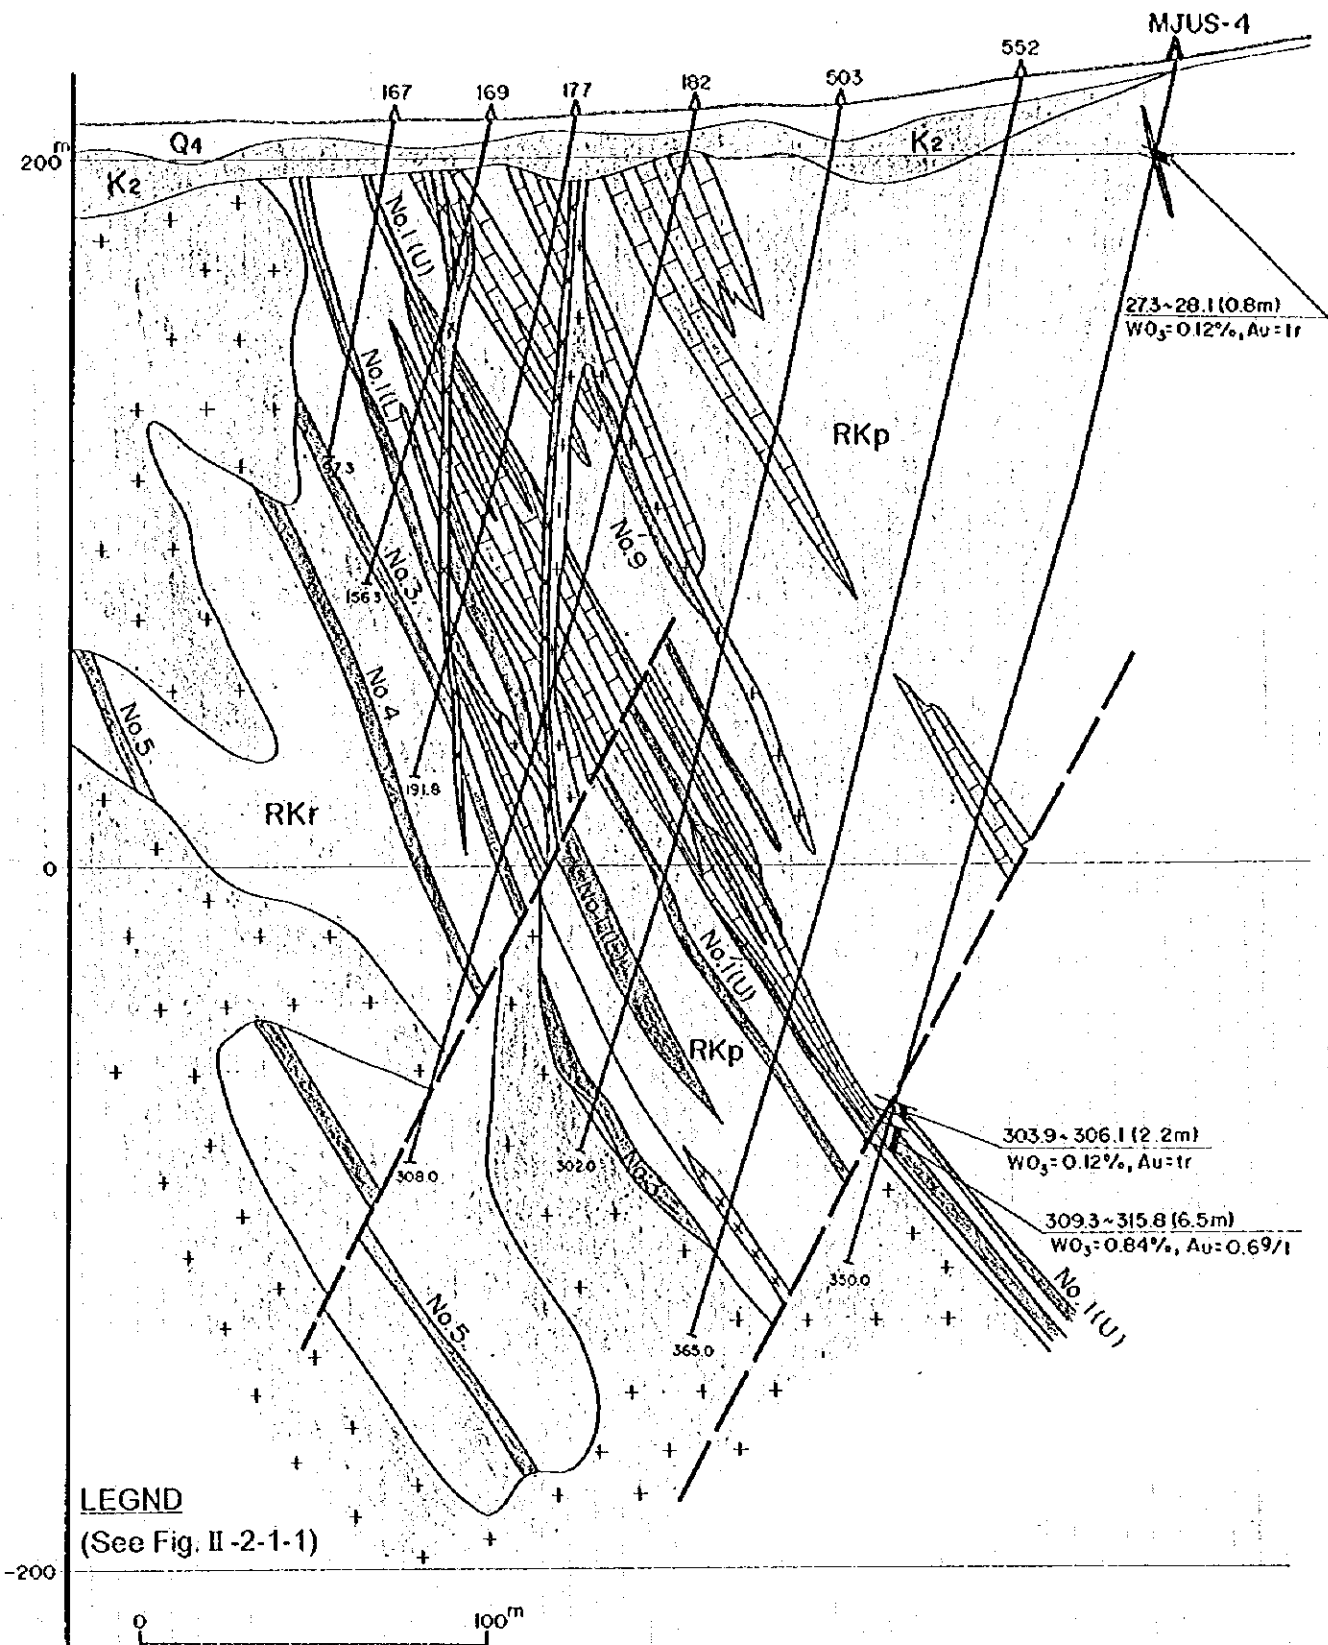 MJUS-4
552
167
169
177
182
503
Q4
K2
200m
K2
No.1(U)
27.3~28.1(0.8m)
WO3=0.12%, Au=tr
No.1(L)
RKp
97.3
No.9
No.3
156.3
No.4
No.5
191.8
RKr
0
No.1(L)
No.1(U)
RKp
303.9~306.1(2.2m)
WO3=0.12%, Au=tr
308.0
302.0
No.3
309.3~315.8(6.5m)
WO3=0.84%, Au=0.69/t
350.0
No.5
365.0
No.1(U)
LEGND
(See Fig. II-2-1-1)
-200
0
100m